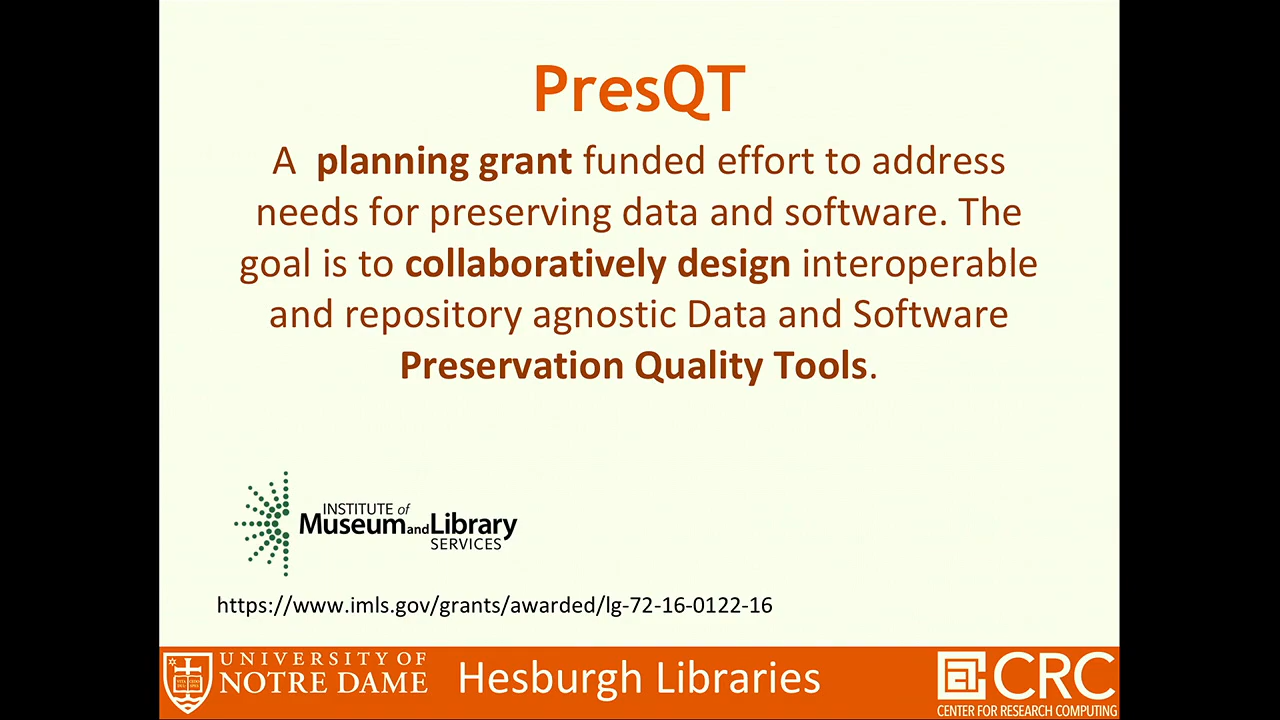 PresQT
A planning grant funded effort to address
needs for preserving data and software. The
goal is to collaboratively design interoperable
and repository agnostic Data and Software
Preservation Quality Tools.
INSTITUTE of
Museum and Library
SERVICES
https://www.imls.gov/grants/awarded/lg-72-16-0122-16
UNIVERSITY OF
NOTRE DAME
Hesburgh Libraries
CRC
CENTER FOR RESEARCH COMPUTING